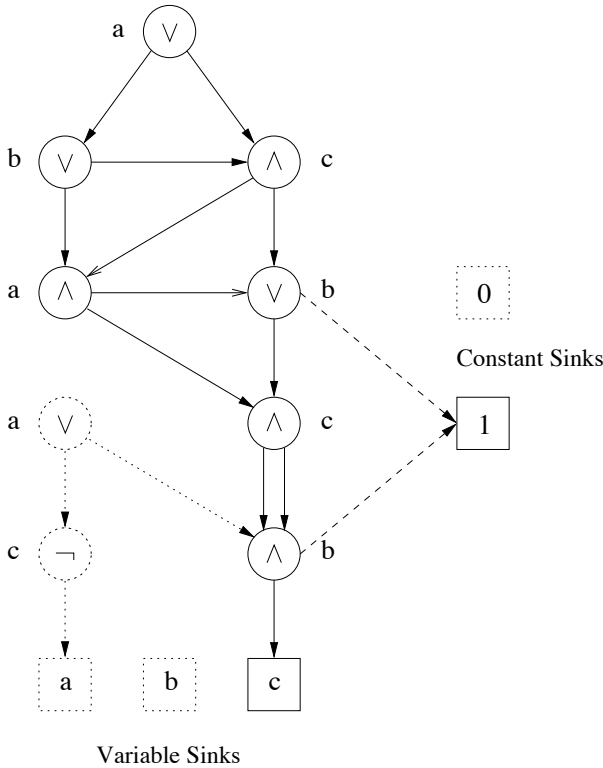 a ∨
b ∨ ∧ c
a ∧ ∨ b 0
Constant Sinks
a ∨ ∧ c 1
c ¬ ∧ b
a b c
Variable Sinks